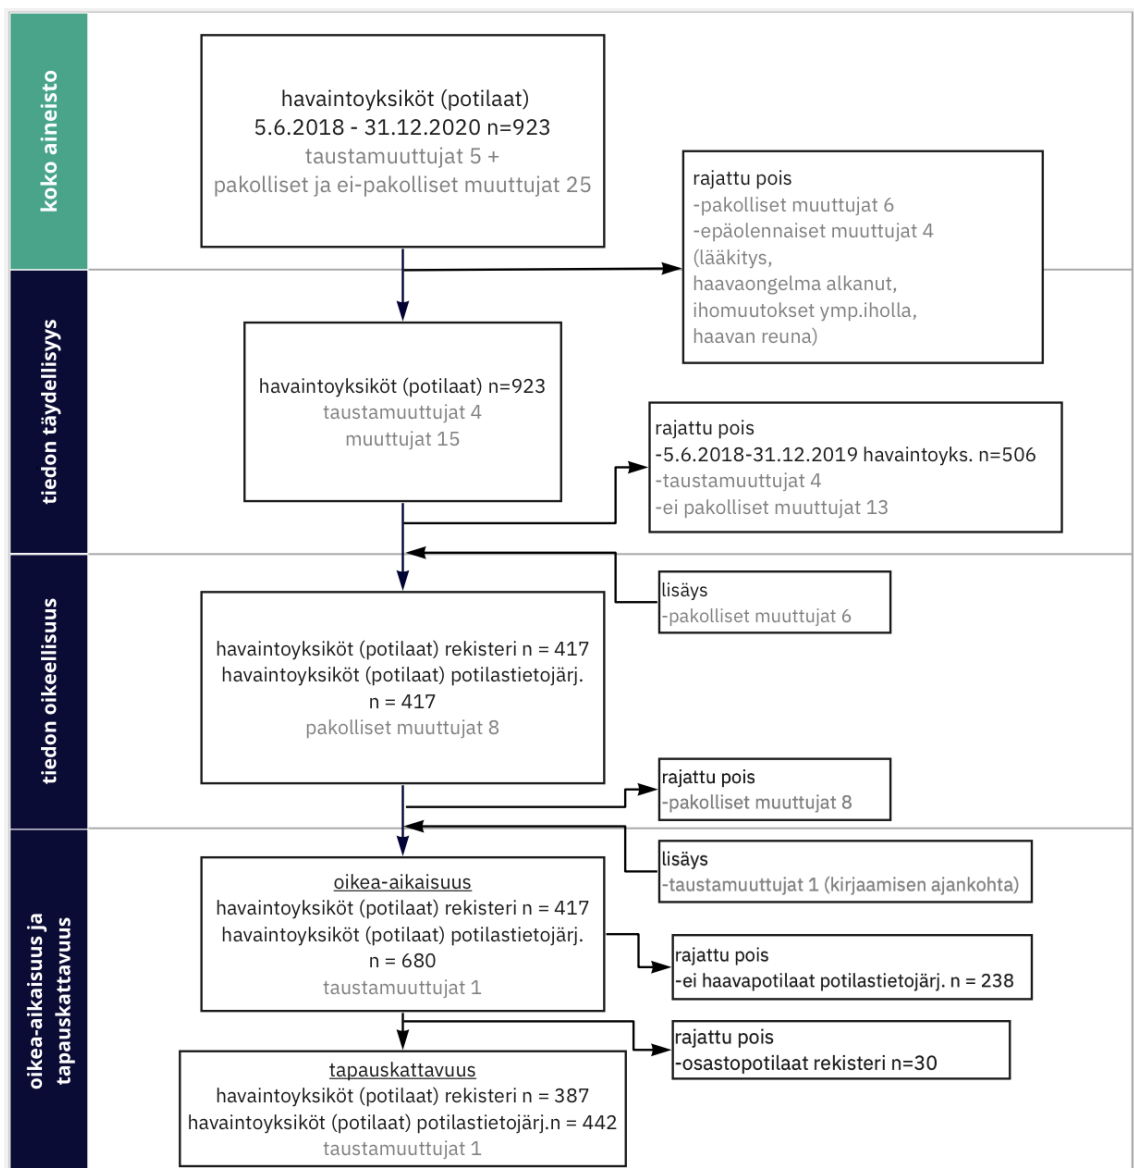 koko aineisto
havaintoyksiköt (potilaat)
5.6.2018 - 31.12.2020 n=923
taustamuuttujat 5 +
pakolliset ja ei-pakolliset muuttujat 25
rajattu pois
-pakolliset muuttujat 6
-epäolennaiset muuttujat 4
(lääkitys,
haavaongelma alkanut,
ihomuutokset ymp.iholla,
haavan reuna)
tiedon täydellisyys
havaintoyksiköt (potilaat) n=923
taustamuuttujat 4
muuttujat 15
rajattu pois
-5.6.2018-31.12.2019 havaintoyks. n=506
-taustamuuttujat 4
-ei pakolliset muuttujat 13
tiedon oikeellisuus
lisäys
-pakolliset muuttujat 6
havaintoyksiköt (potilaat) rekisteri n = 417
havaintoyksiköt (potilaat) potilastietojärj.
n = 417
pakolliset muuttujat 8
rajattu pois
-pakolliset muuttujat 8
oikea-aikaisuus ja
tapauskattavuus
lisäys
-taustamuuttujat 1 (kirjaamisen ajankohta)
oikea-aikaisuus
havaintoyksiköt (potilaat) rekisteri n = 417
havaintoyksiköt (potilaat) potilastietojärj.
n = 680
taustamuuttujat 1
rajattu pois
-ei haavapotilaat potilastietojärj. n = 238
rajattu pois
-osastopotilaat rekisteri n=30
tapauskattavuus
havaintoyksiköt (potilaat) rekisteri n = 387
havaintoyksiköt (potilaat) potilastietojärj.n = 442
taustamuuttujat 1